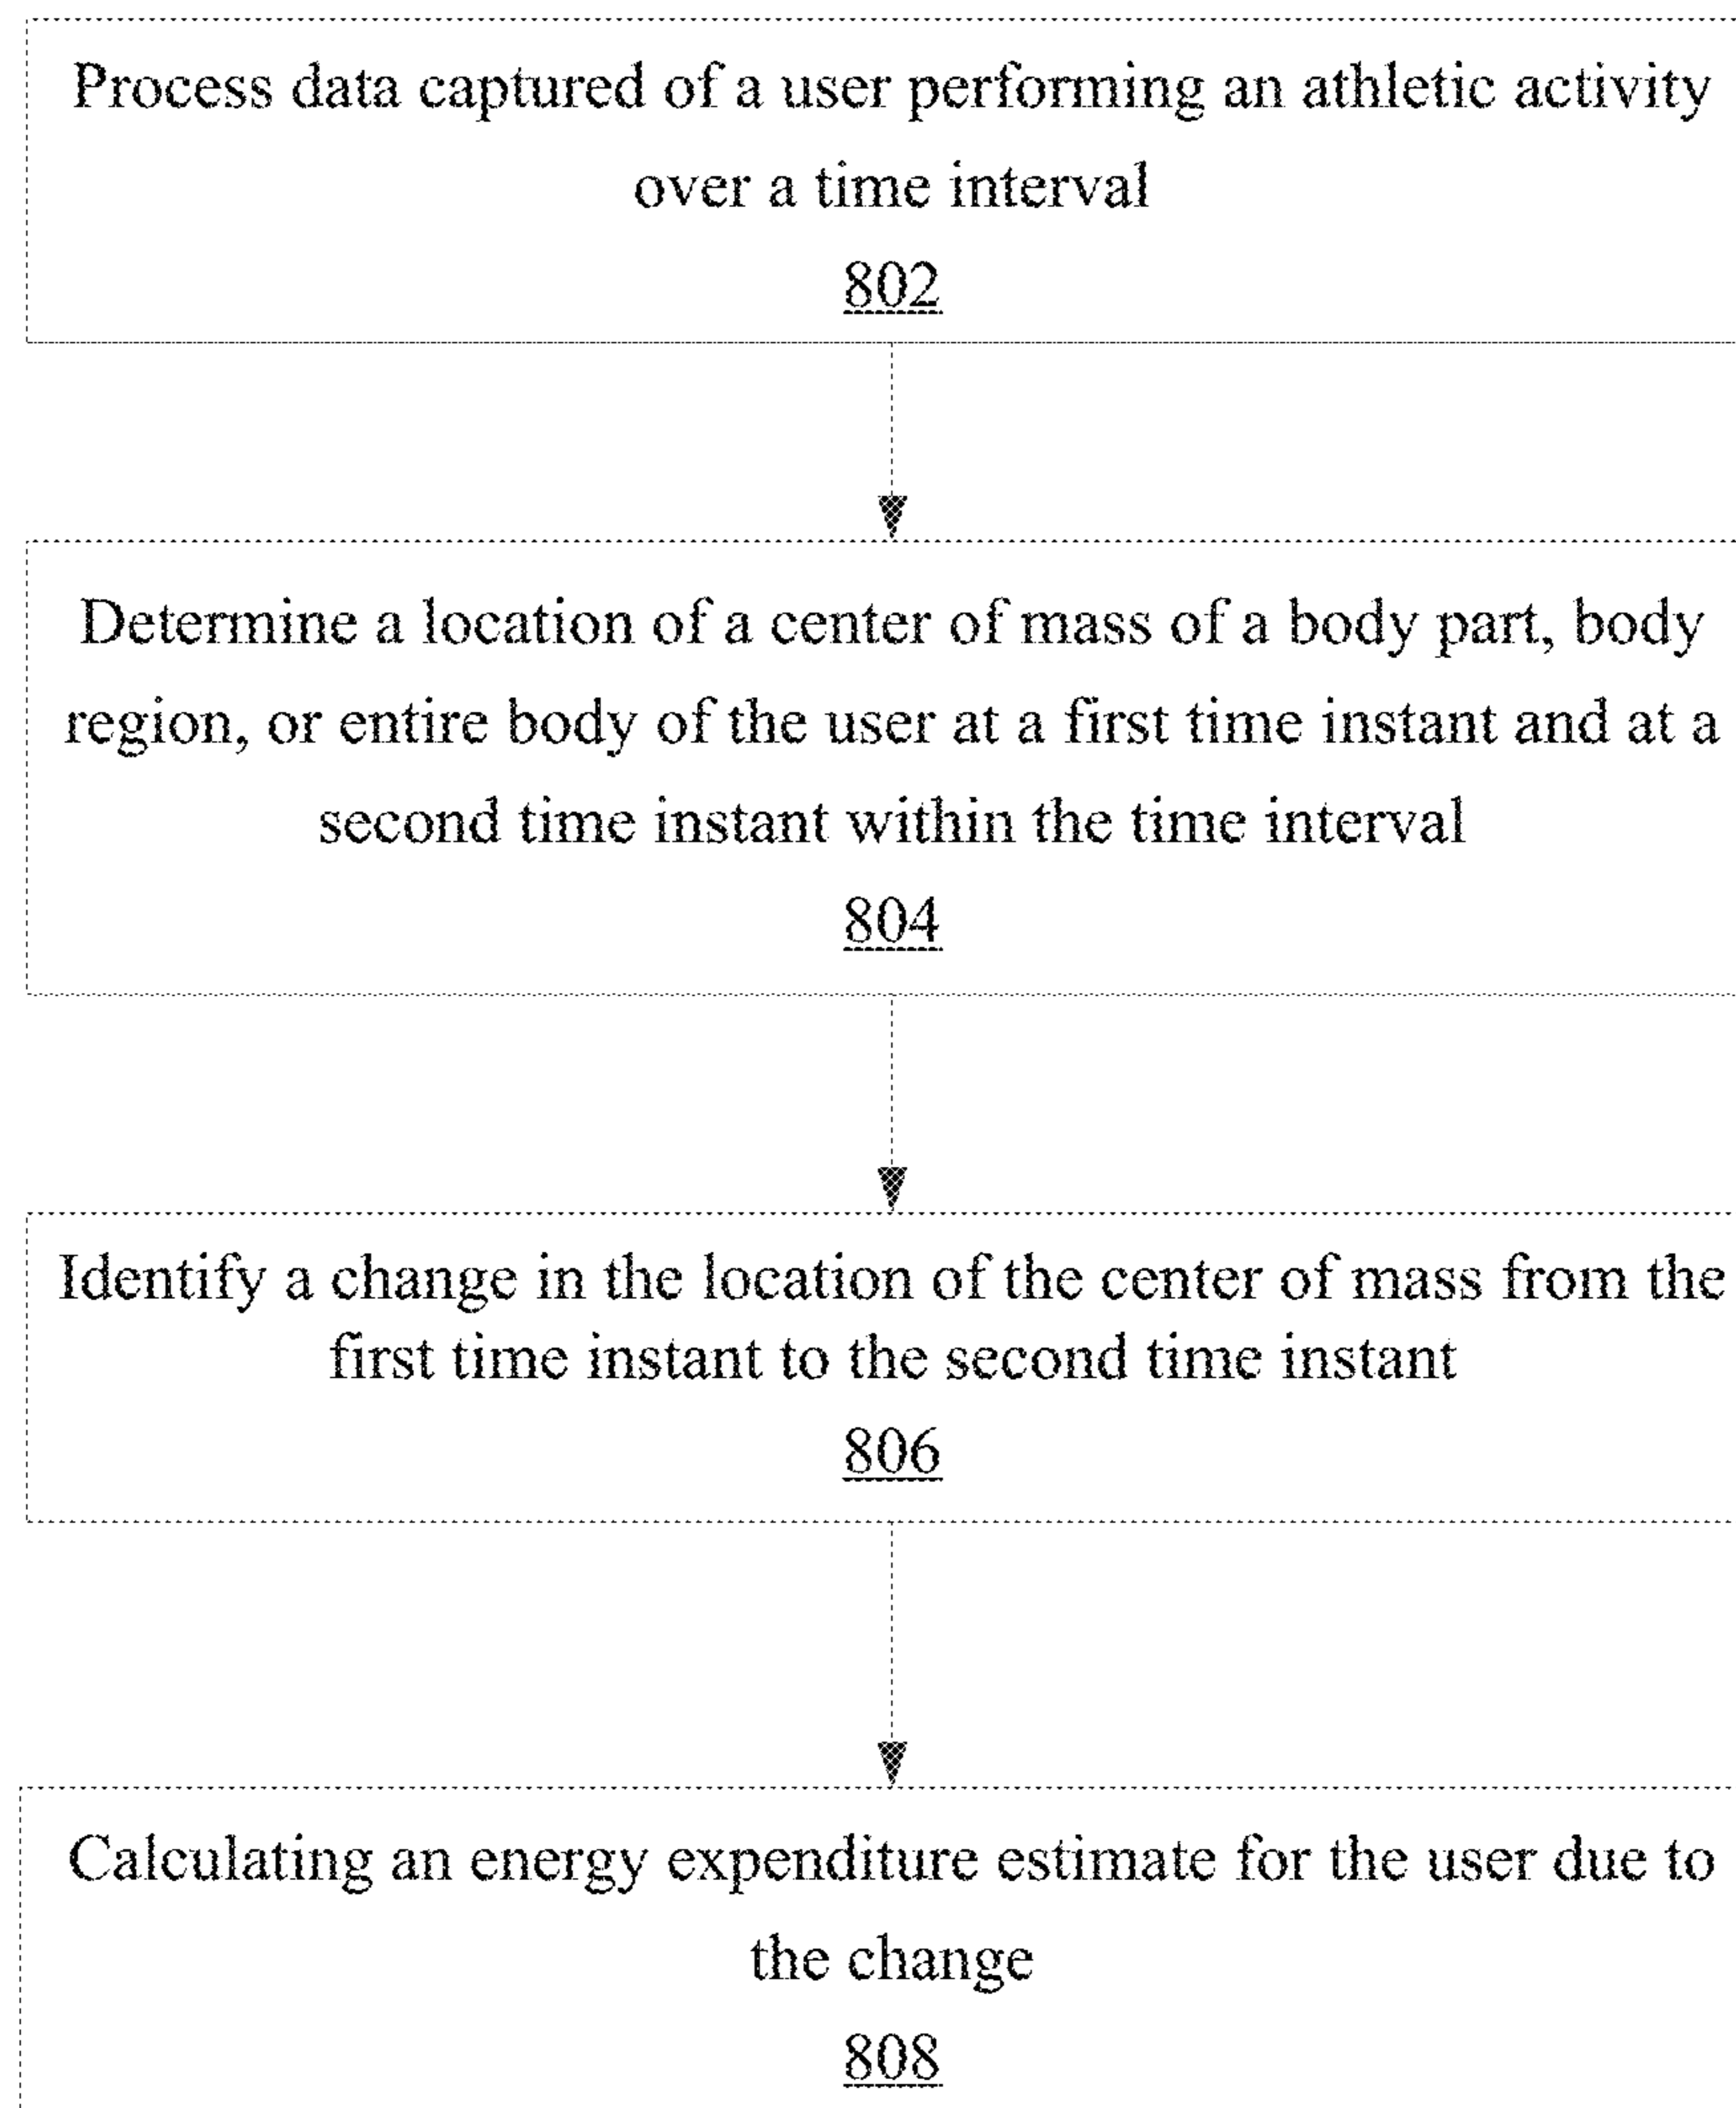 Process data captured of a user performing an athletic activity
over a time interval
802
Determine a location of a center of mass of a body part, body
region, or entire body of the user at a first time instant and at a
second time instant within the time interval
804
Identify a change in the location of the center of mass from the
first time instant to the second time instant
806
Calculating an energy expenditure estimate for the user due to
the change
808